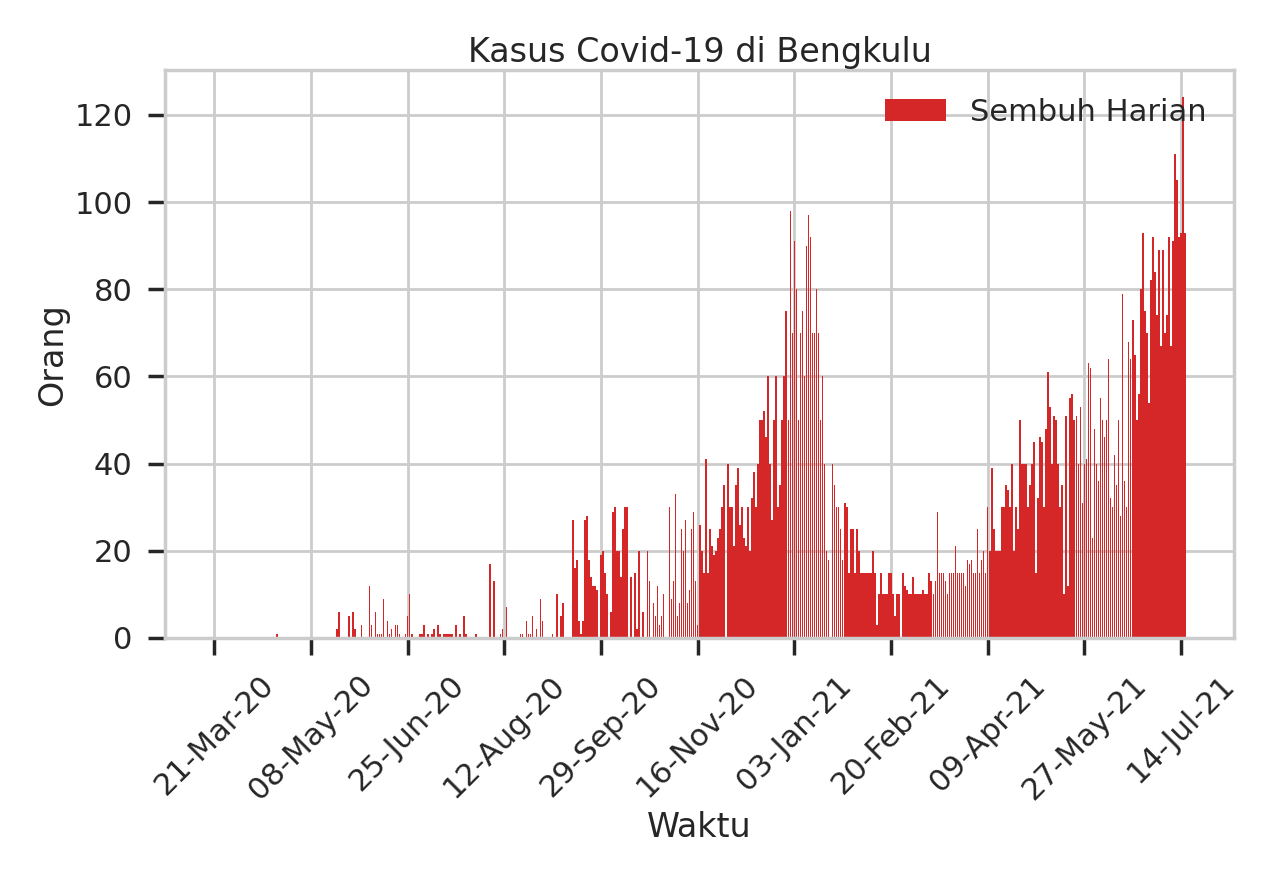 Kasus Covid-19 di Bengkulu
Sembuh Harian
Orang
120
100
80
60
40
20
0
21-Mar-20
08-May-20
25-Jun-20
12-Aug-20
29-Sep-20
16-Nov-20
03-Jan-21
20-Feb-21
09-Apr-21
27-May-21
14-Jul-21
Waktu